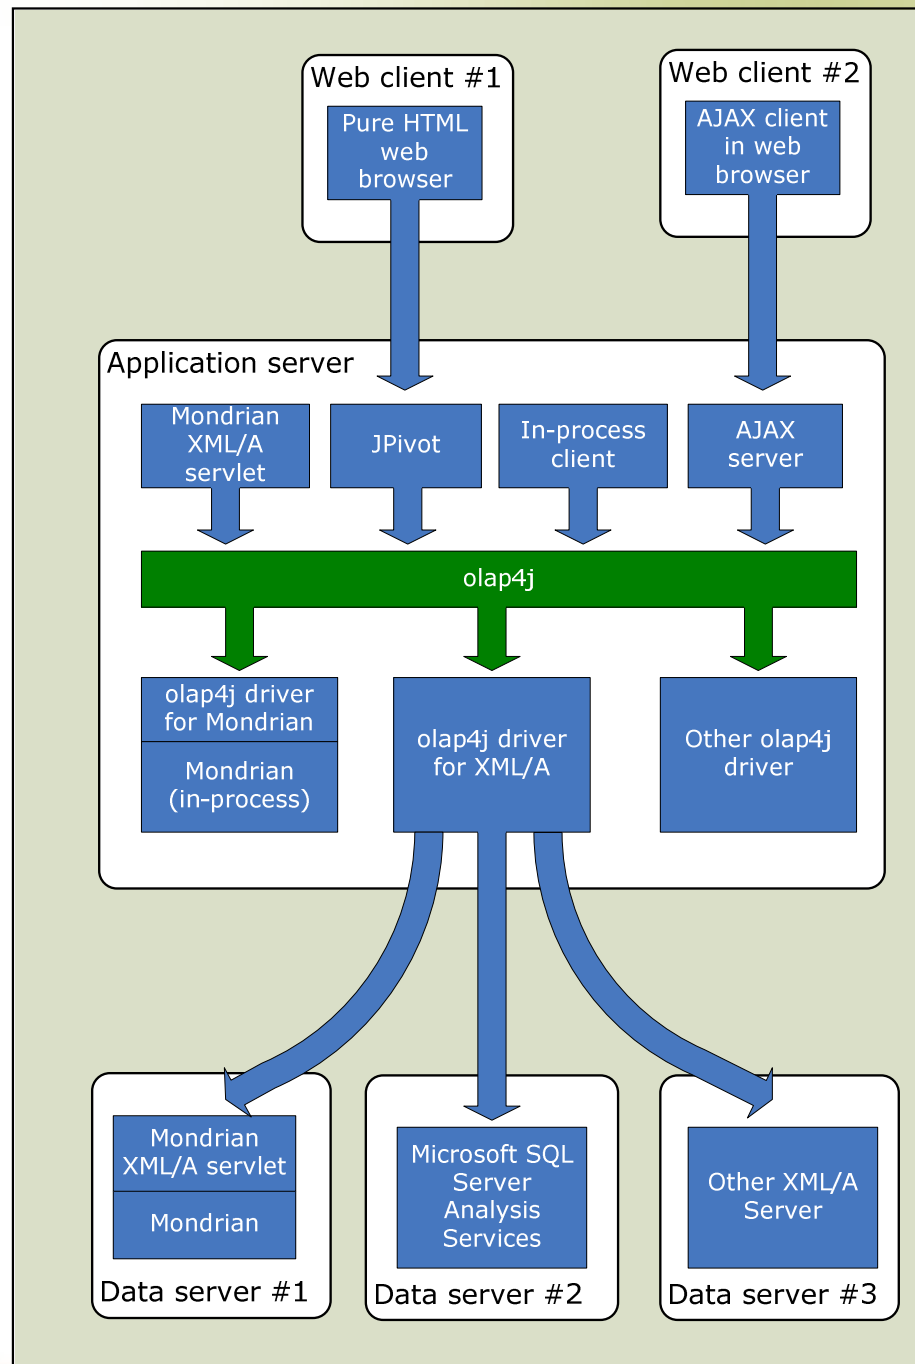 Web client #1
Pure HTML
web
browser
Web client #2
AJAX client
in web
browser
Application server
Mondrian
XML/A
servlet
JPivot
In-process
client
AJAX
server
olap4j
olap4j driver
for Mondrian
Mondrian
(in-process)
olap4j driver
for XML/A
Other olap4j
driver
Mondrian
XML/A servlet
Mondrian
Data server #1
Microsoft SQL
Server
Analysis
Services
Data server #2
Other XML/A
Server
Data server #3